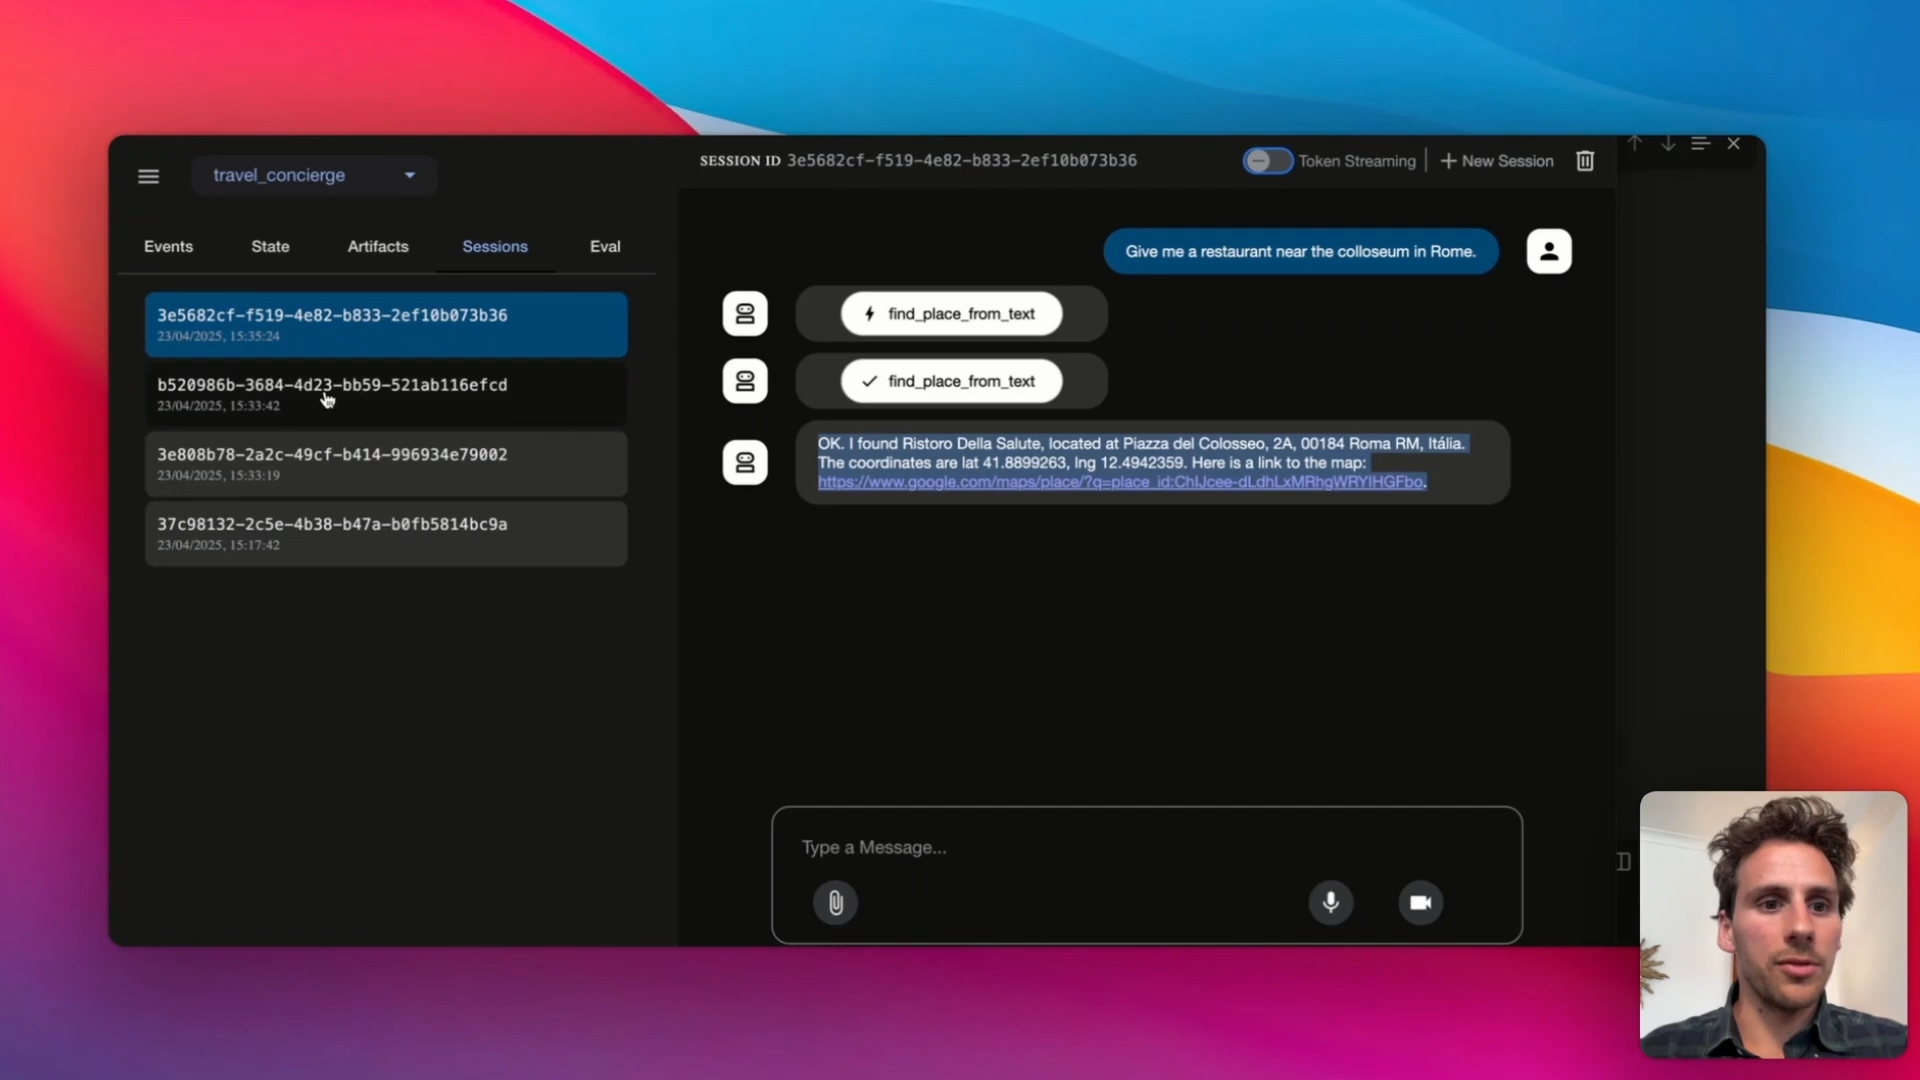 travel_concierge
SESSION ID 3e5682cf-f519-4e82-b833-2ef10b073b36
Token Streaming
New Session
Events
State
Artifacts
Sessions
Eval
3e5682cf-f519-4e82-b833-2ef10b073b36
23/04/2025, 15:35:24
b520986b-3684-4d23-bb59-521ab116efcd
23/04/2025, 15:33:42
3e808b78-2a2c-49cf-b414-996934e79002
23/04/2025, 15:33:19
37c98132-2c5e-4b38-b47a-b0fb5814bc9a
23/04/2025, 15:17:42
Give me a restaurant near the colloseum in Rome.
find_place_from_text
find_place_from_text
OK. I found Ristoro Della Salute, located at Piazza del Colosseo, 2A, 00184 Roma RM, Itália.
The coordinates are lat 41.8899263, lng 12.4942359. Here is a link to the map:
https://www.google.com/maps/place/?q=place_id:ChIJcee-dLdhLxMRhgWRYIHGFbo.
Type a Message...